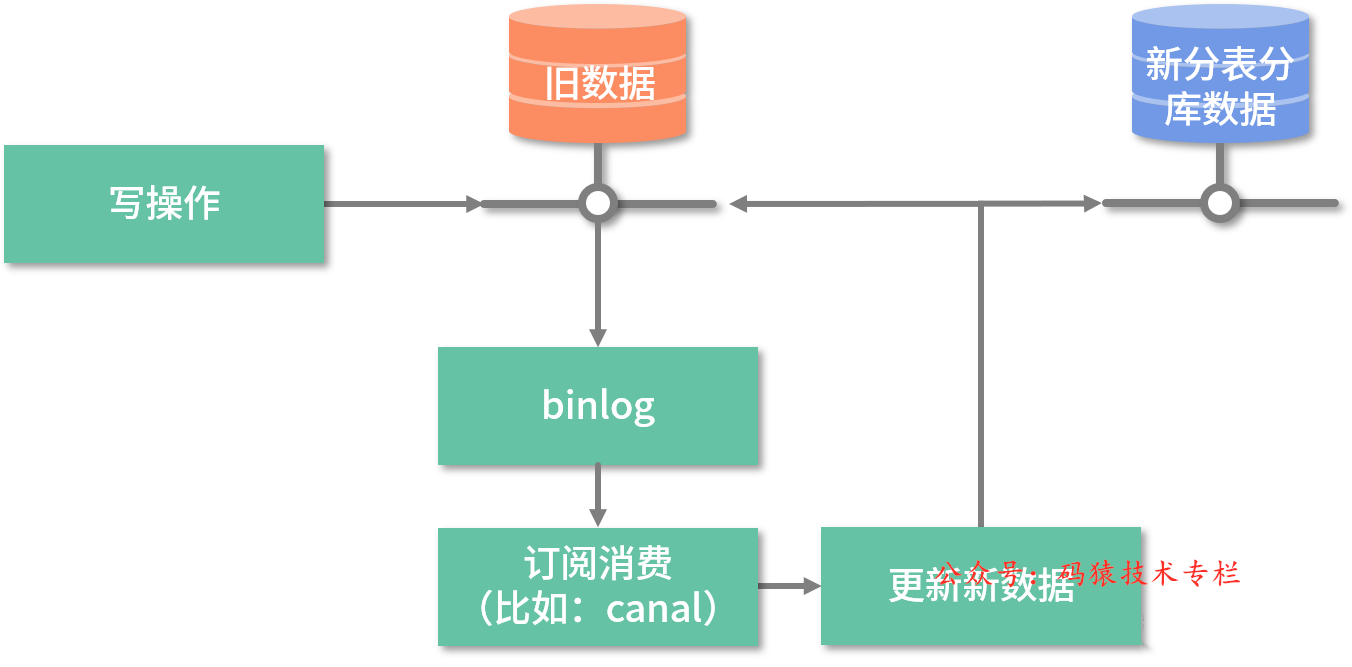 旧数据
新分表分
库数据
写操作
binlog
订阅消费
（比如：canal）
更新新数据
公众号：码猿技术专栏